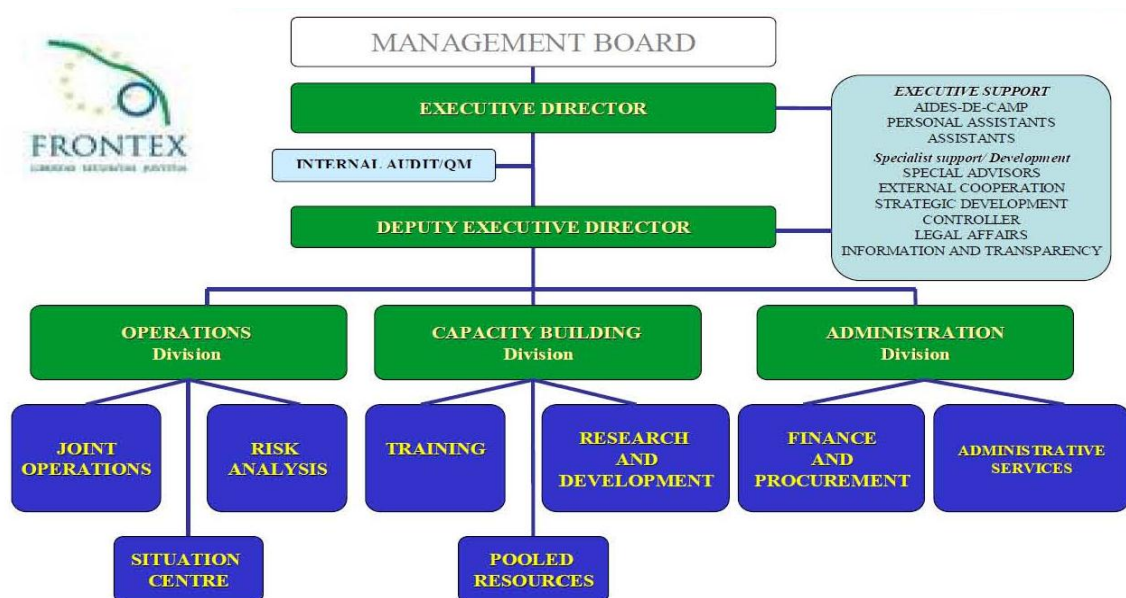 MANAGEMENT BOARD
EXECUTIVE DIRECTOR
INTERNAL AUDIT/QM
DEPUTY EXECUTIVE DIRECTOR
EXECUTIVE SUPPORT
AIDES-DE-CAMP
PERSONAL ASSISTANTS
ASSISTANTS
Specialist support/ Development
SPECIAL ADVISORS
EXTERNAL COOPERATION
STRATEGIC DEVELOPMENT
CONTROLLER
LEGAL AFFAIRS
INFORMATION AND TRANSPARENCY
FRONTEX
OPERATIONS
Division
CAPACITY BUILDING
Division
ADMINISTRATION
Division
JOINT
OPERATIONS
RISK
ANALYSIS
TRAINING
RESEARCH
AND
DEVELOPMENT
FINANCE
AND
PROCUREMENT
ADMINISTRATIVE
SERVICES
SITUATION
CENTRE
POOLED
RESOURCES